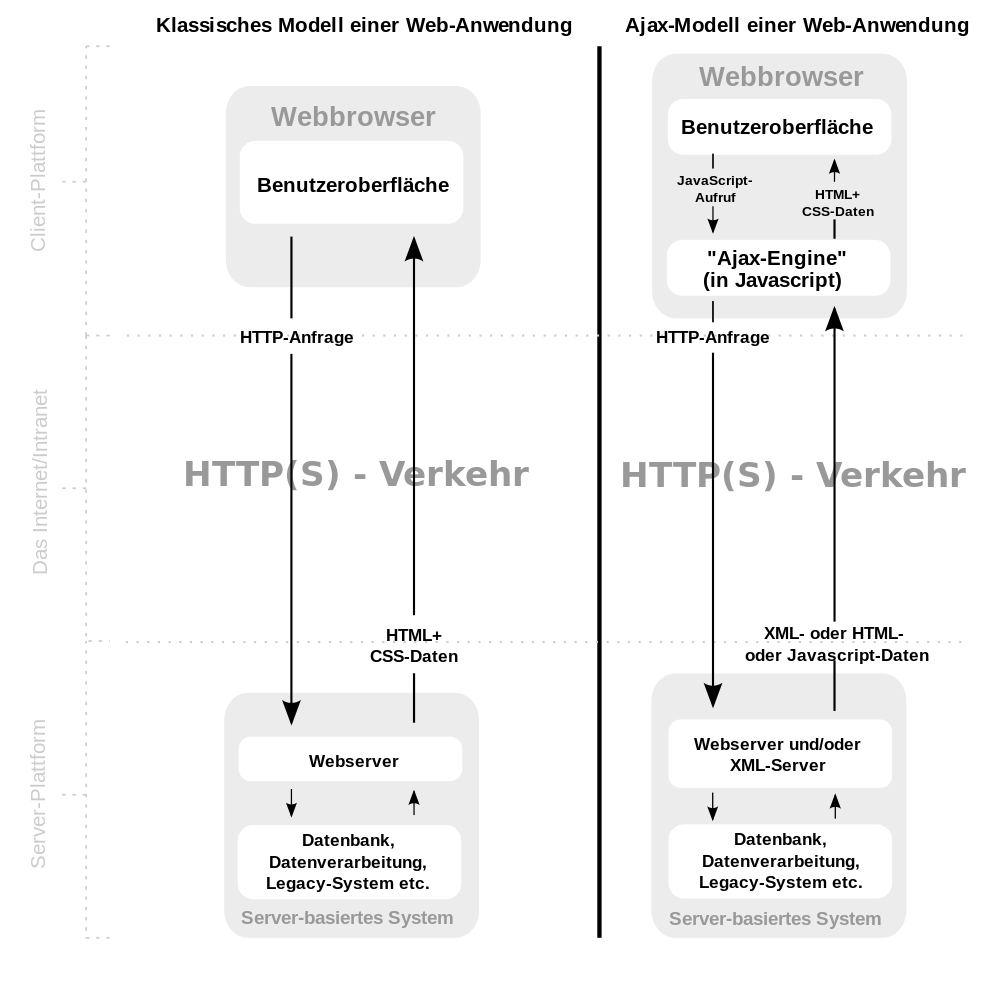 Klassisches Modell einer Web-Anwendung
Webbrowser
Benutzeroberfläche
HTTP-Anfrage
HTTP(S) - Verkehr
HTML+
CSS-Daten
Webserver
Datenbank,
Datenverarbeitung,
Legacy-System etc.
Server-basiertes System
Ajax-Modell einer Web-Anwendung
Webbrowser
Benutzeroberfläche
JavaScript-
Aufruf
HTML+
CSS-Daten
"Ajax-Engine"
(in Javascript)
HTTP-Anfrage
HTTP(S) - Verkehr
XML- oder HTML-
oder Javascript-Daten
Webserver und/oder
XML-Server
Datenbank,
Datenverarbeitung,
Legacy-System etc.
Server-basiertes System
Client-Plattform
Das Internet/Intranet
Server-Plattform